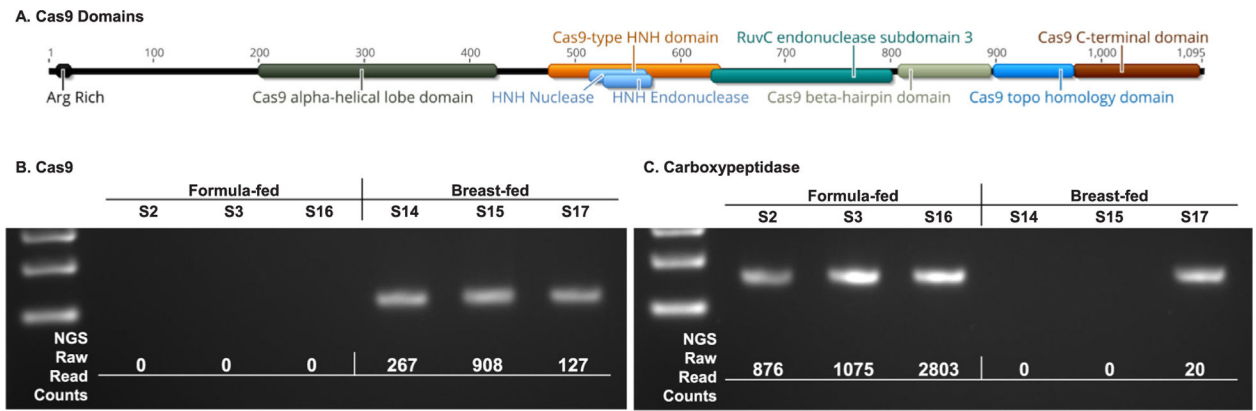 A. Cas9 Domains
1 100 200 300 400 500 600 700 800 900 1,000 1,095
Cas9-type HNH domain RuvC endonuclease subdomain 3 Cas9 C-terminal domain
Arg Rich Cas9 alpha-helical lobe domain HNH Nuclease HNH Endonuclease Cas9 beta-hairpin domain Cas9 topo homology domain
B. Cas9
Formula-fed Breast-fed
S2 S3 S16 S14 S15 S17
NGS
Raw
Read
Counts
0 0 0 267 908 127
C. Carboxypeptidase
Formula-fed Breast-fed
S2 S3 S16 S14 S15 S17
NGS
Raw
Read
Counts
876 1075 2803 0 0 20